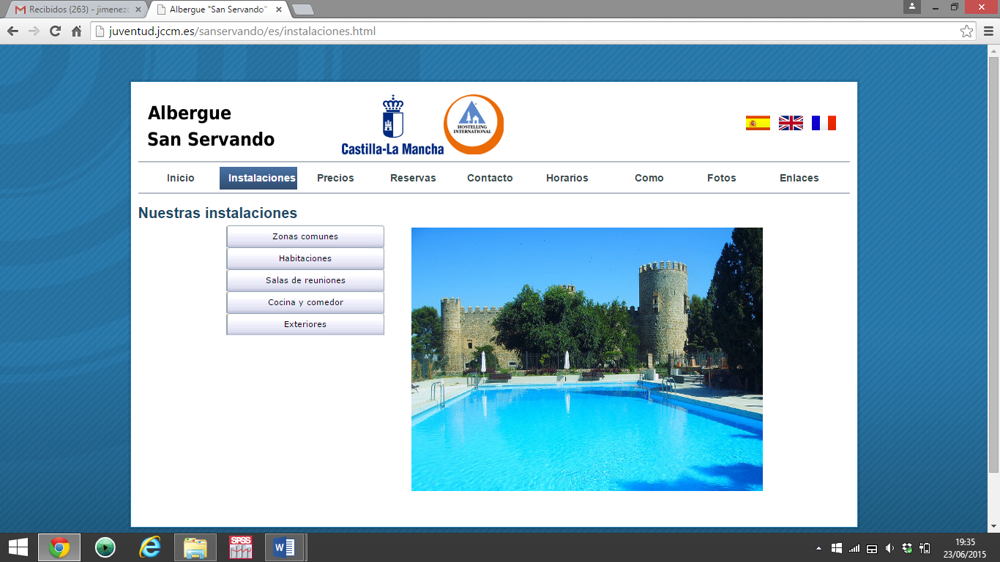 Recibidos (263) - jimenez
Albergue "San Servando"
juventud.jccm.es/sanservando/es/instalaciones.html
Albergue
San Servando
Castilla-La Mancha
HOSTELLING
INTERNATIONAL
Inicio Instalaciones Precios Reservas Contacto Horarios Como Fotos Enlaces
Nuestras instalaciones
Zonas comunes
Habitaciones
Salas de reuniones
Cocina y comedor
Exteriores
SPSS
W
19:35
23/06/2015